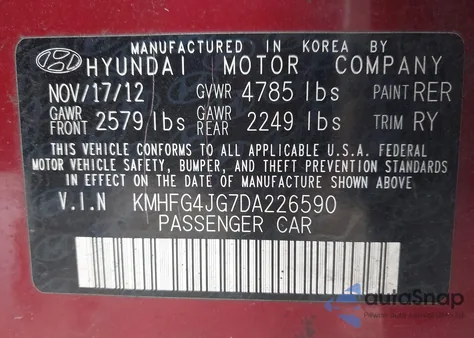 MANUFACTURED IN KOREA BY
HYUNDAI MOTOR COMPANY
NOV/17/12 GVWR 4785 lbs PAINT RER
GAWR FRONT 2579 lbs GAWR REAR 2249 lbs TRIM RY
THIS VEHICLE CONFORMS TO ALL APPLICABLE U.S.A. FEDERAL
MOTOR VEHICLE SAFETY, BUMPER, AND THEFT PREVENTION STANDARDS
IN EFFECT ON THE DATE OF MANUFACTURE SHOWN ABOVE.
V.I.N KMHFG4JG7DA226590
PASSENGER CAR
autoSnap